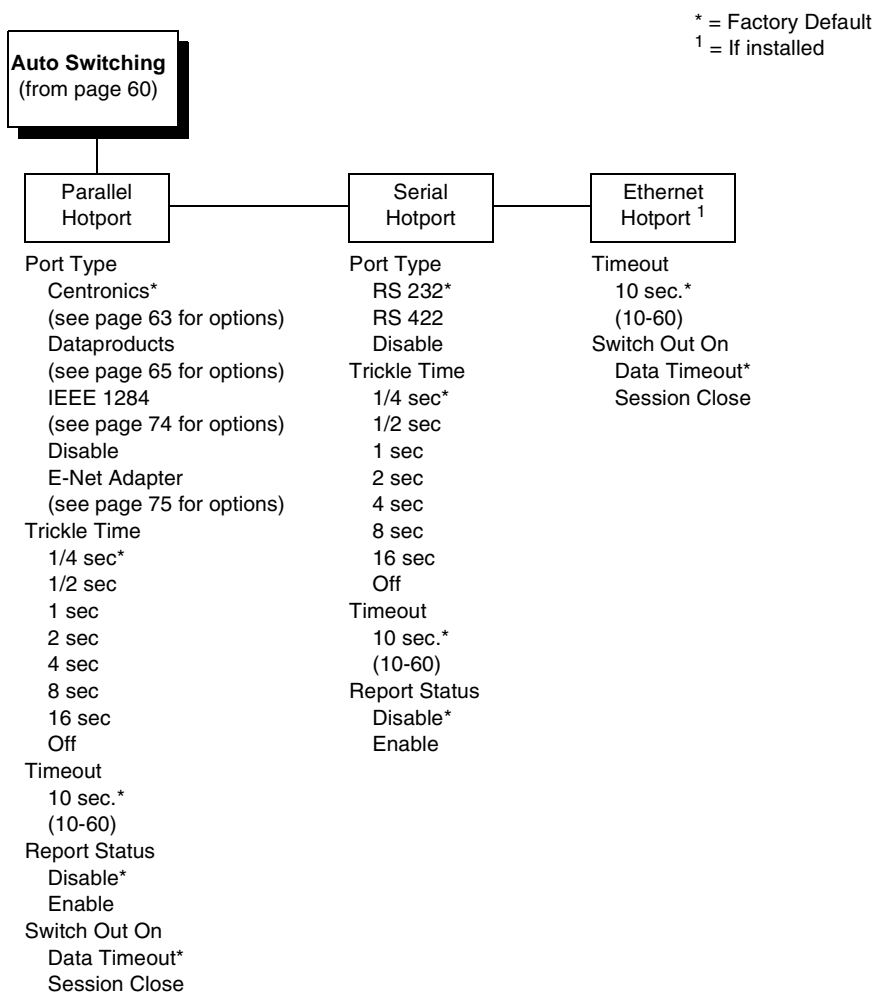 * = Factory Default
1 = If installed
Auto Switching
(from page 60)
Parallel
Hotport
Serial
Hotport
Ethernet
Hotport 1
Port Type
Centronics*
(see page 63 for options)
Dataproducts
(see page 65 for options)
IEEE 1284
(see page 74 for options)
Disable
E-Net Adapter
(see page 75 for options)
Trickle Time
1/4 sec*
1/2 sec
1 sec
2 sec
4 sec
8 sec
16 sec
Off
Timeout
10 sec.*
(10-60)
Report Status
Disable*
Enable
Switch Out On
Data Timeout*
Session Close
Port Type
RS 232*
RS 422
Disable
Trickle Time
1/4 sec*
1/2 sec
1 sec
2 sec
4 sec
8 sec
16 sec
Off
Timeout
10 sec.*
(10-60)
Report Status
Disable*
Enable
Timeout
10 sec.*
(10-60)
Switch Out On
Data Timeout*
Session Close